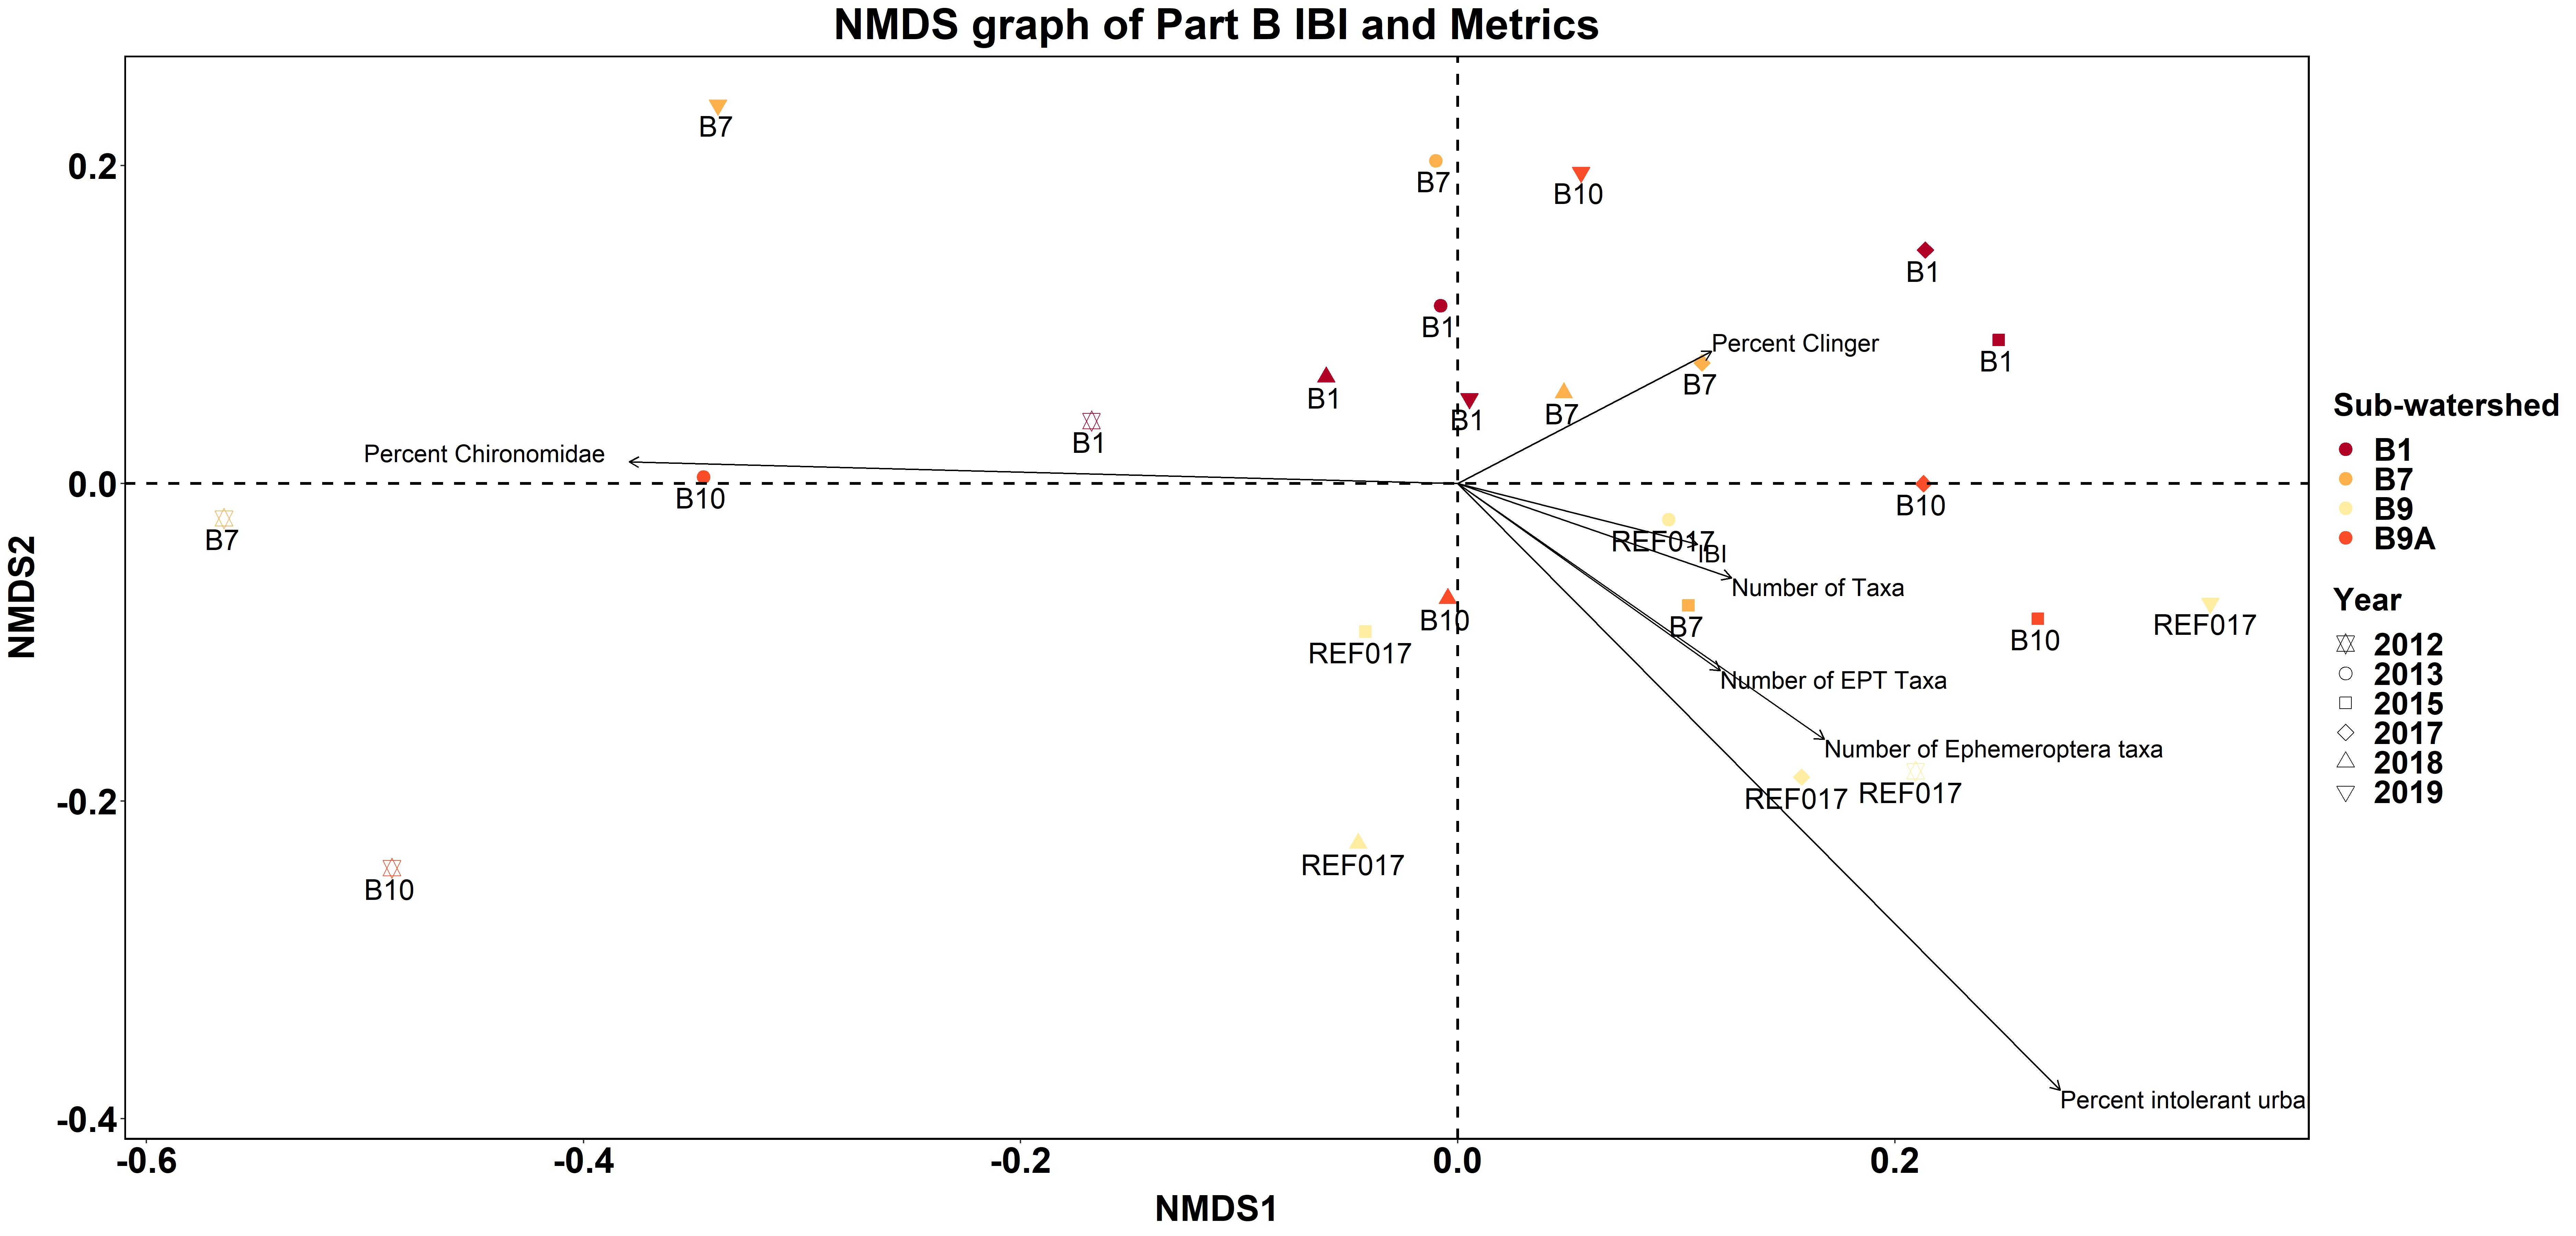 NMDS graph of Part B IBI and Metrics
B7
0.2
B7
B10
B1
B1
Percent Clinger
B1
B1
B7
B7
B1
B1
Percent Chironomidae
0.0
B10
B10
B7
REF017
IBI
Number of Taxa
B10
B7
B10
REF017
REF017
Number of EPT Taxa
Number of Ephemeroptera taxa
-0.2
REF017
REF017
REF017
B10
Percent intolerant urba
-0.4
-0.6
-0.4
-0.2
0.0
0.2
NMDS1
NMDS2
Sub-watershed
B1
B7
B9
B9A
Year
2012
2013
2015
2017
2018
2019